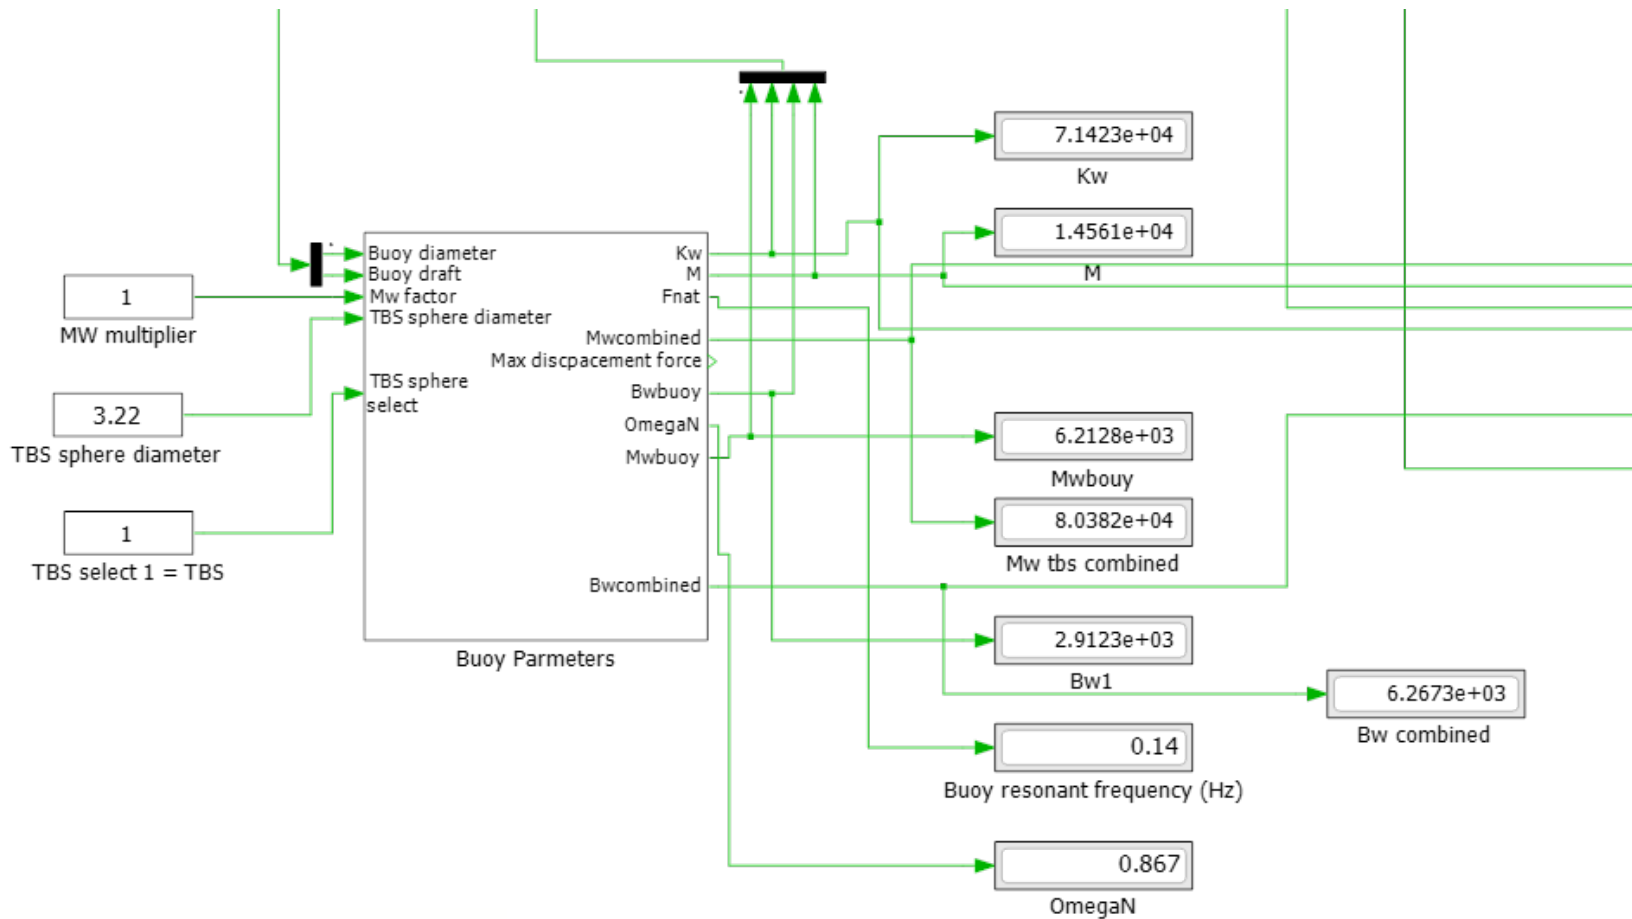 7.1423e+04
Kw
1.4561e+04
M
Buoy diameter
Buoy draft
Mw factor
TBS sphere diameter
TBS sphere
select
Kw
M
Fnat
Mwcombined
Max discpacement force
Bwbuoy
OmegaN
Mwbuoy
Bwcombined
Buoy Parmeters
1
MW multiplier
3.22
TBS sphere diameter
1
TBS select 1 = TBS
6.2128e+03
Mwbouy
8.0382e+04
Mw tbs combined
2.9123e+03
Bw1
6.2673e+03
Bw combined
0.14
Buoy resonant frequency (Hz)
0.867
OmegaN